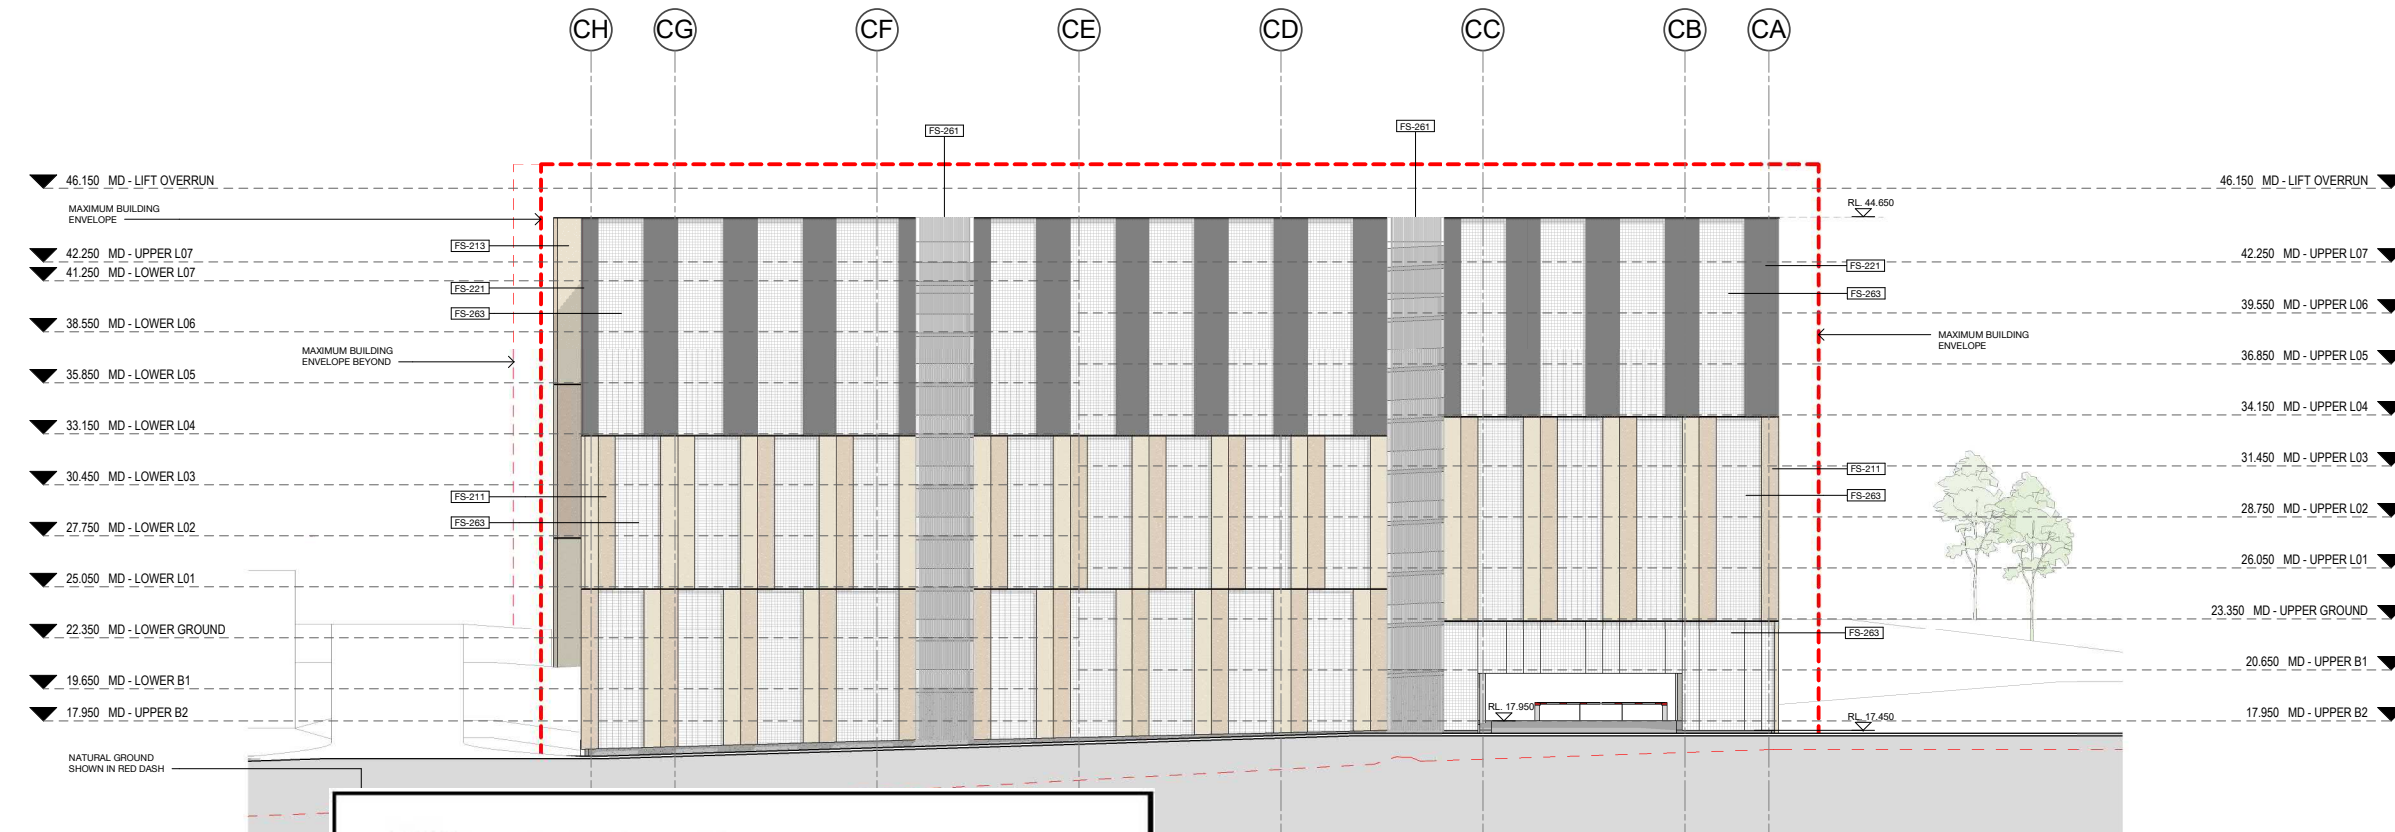 CH CG CF CE CD CC CB CA
FS-261 FS-261
46.150 MD - LIFT OVERRUN
46.150 MD - LIFT OVERRUN
MAXIMUM BUILDING
ENVELOPE
RL. 44.650
FS-213
42.250 MD - UPPER L07
42.250 MD - UPPER L07
41.250 MD - LOWER L07
FS-221
FS-221
FS-263
39.550 MD - UPPER L06
FS-263
38.550 MD - LOWER L06
MAXIMUM BUILDING
ENVELOPE
MAXIMUM BUILDING
ENVELOPE BEYOND
36.850 MD - UPPER L05
35.850 MD - LOWER L05
34.150 MD - UPPER L04
33.150 MD - LOWER L04
31.450 MD - UPPER L03
FS-211
30.450 MD - LOWER L03
FS-211
FS-263
28.750 MD - UPPER L02
FS-263
27.750 MD - LOWER L02
26.050 MD - UPPER L01
25.050 MD - LOWER L01
23.350 MD - UPPER GROUND
22.350 MD - LOWER GROUND
FS-263
20.650 MD - UPPER B1
19.650 MD - LOWER B1
RL. 17.950
17.950 MD - UPPER B2
RL. 17.450
17.950 MD - UPPER B2
NATURAL GROUND
SHOWN IN RED DASH